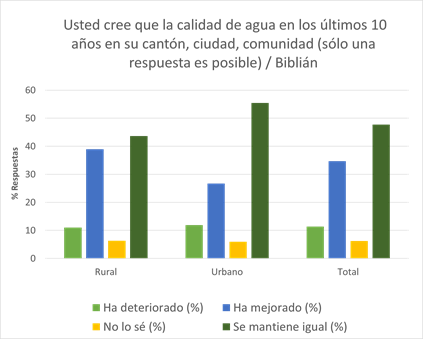 Usted cree que la calidad de agua en los últimos 10
años en su cantón, ciudad, comunidad (sólo una
respuesta es posible) / Biblián
60
50
40
30
20
10
0
% Respuestas
Rural
Urbano
Total
Ha deteriorado (%)
Ha mejorado (%)
No lo sé (%)
Se mantiene igual (%)